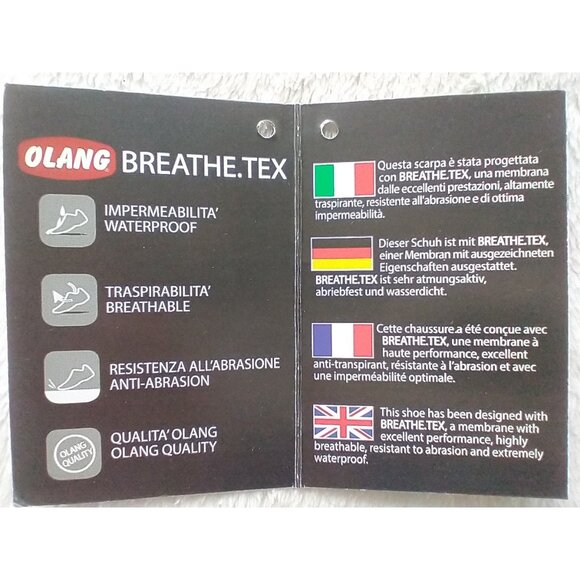 OLANG BREATHE.TEX
IMPERMEABILITA'
WATERPROOF
TRASPIRABILITA'
BREATHABLE
RESISTENZA ALL'ABRASIONE
ANTI-ABRASION
OLANG
QUALITY
QUALITA' OLANG
OLANG QUALITY
Questa scarpa è stata progettata
con BREATHE.TEX, una membrana
dalle eccellenti prestazioni, altamente
traspirante, resistente all'abrasione e di ottima
impermeabilità.
Dieser Schuh ist mit BREATHE.TEX,
einer Membran mit ausgezeichneten
Eigenschaften ausgestattet.
BREATHE.TEX ist sehr atmungsaktiv,
abriebfest und wasserdicht.
Cette chaussure.a été conçue avec
BREATHE.TEX, une membrane à
haute performance, excellent
anti-transpirant, résistante à l'abrasion et avec
une imperméabilité optimale.
This shoe has been designed with
BREATHE.TEX, a membrane with
excellent performance, highly
breathable, resistant to abrasion and extremely
waterproof.